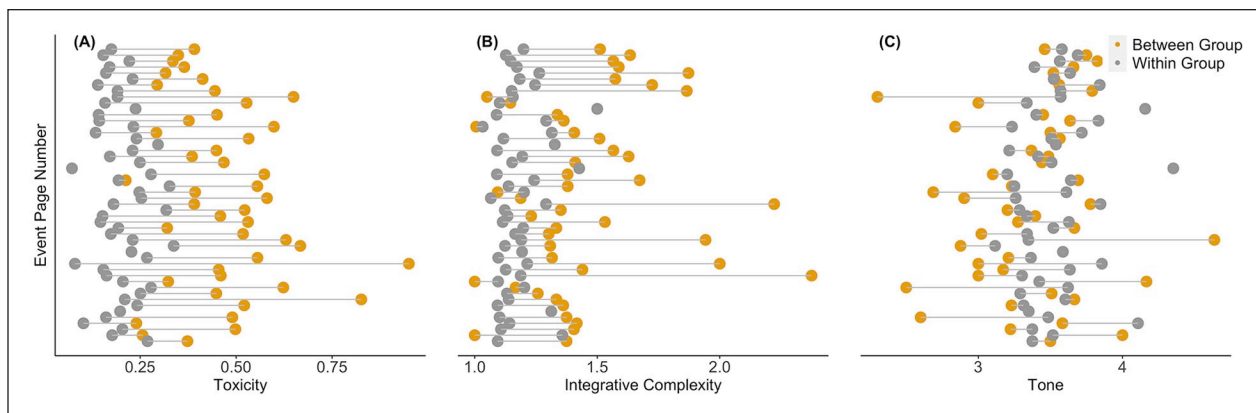 (A)
(B)
(C)
Between Group
Within Group
Event Page Number
0.25
0.50
0.75
Toxicity
1.0
1.5
2.0
Integrative Complexity
3
4
Tone